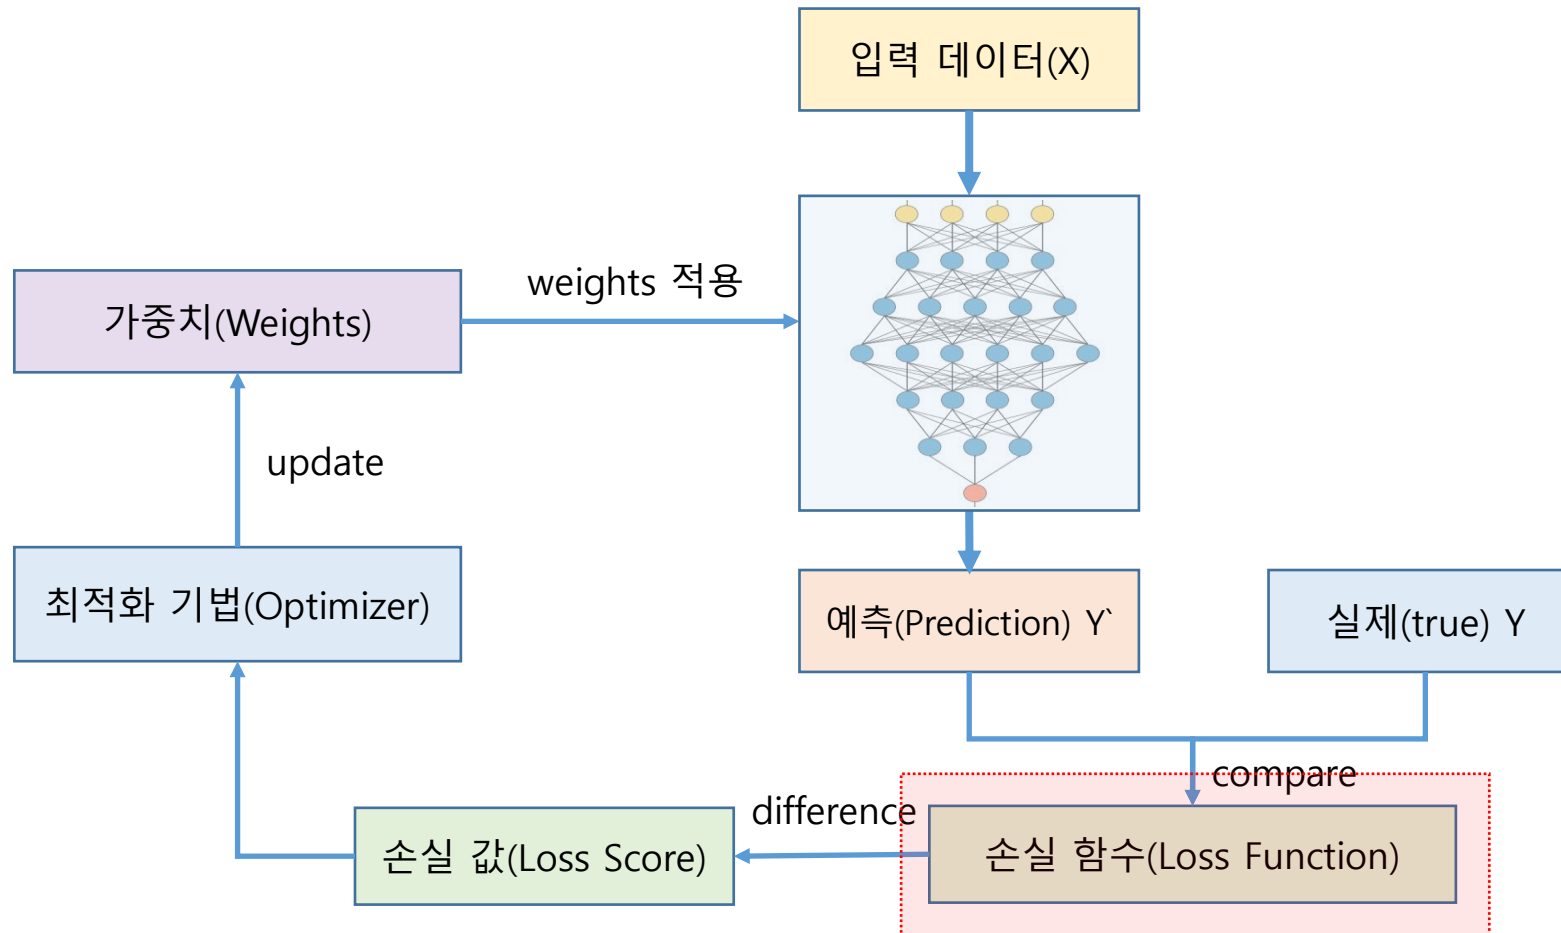 입력 데이터(X)
weights 적용
가중치(Weights)
update
최적화 기법(Optimizer)
예측(Prediction) Y`
실제(true) Y
compare
difference
손실 값(Loss Score)
손실 함수(Loss Function)